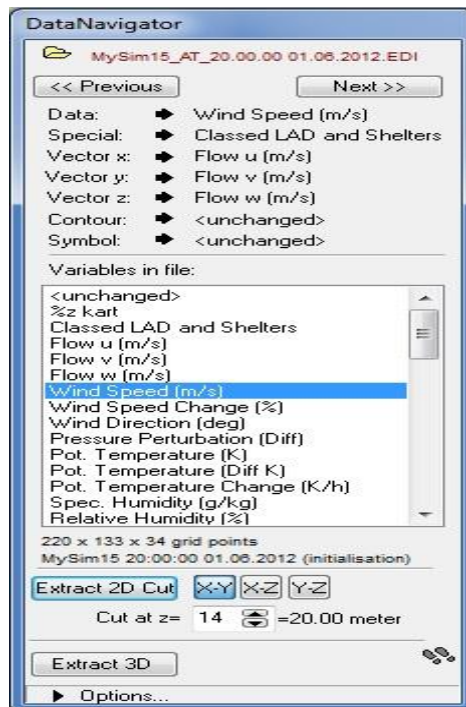 DataNavigator
MySim15_AT_20.00.00 01.06.2012.EDI
<< Previous Next >>
Data: Wind Speed (m/s)
Special: Classed LAD and Shelters
Vector x: Flow u (m/s)
Vector y: Flow v (m/s)
Vector z: Flow w (m/s)
Contour: <unchanged>
Symbol: <unchanged>
Variables in file:
<unchanged>
%z kart
Classed LAD and Shelters
Flow u (m/s)
Flow v (m/s)
Flow w (m/s)
Wind Speed (m/s)
Wind Speed Change (%)
Wind Direction (deg)
Pressure Perturbation (Diff)
Pot. Temperature (K)
Pot. Temperature (Diff K)
Pot. Temperature Change (K/h)
Spec. Humidity (g/kg)
Relative Humidity (%)
220 x 133 x 34 grid points
MySim15 20:00:00 01.06.2012 (initialisation)
Extract 2D Cut X-Y X-Z Y-Z
Cut at z= 14 =20.00 meter
Extract 3D
Options...